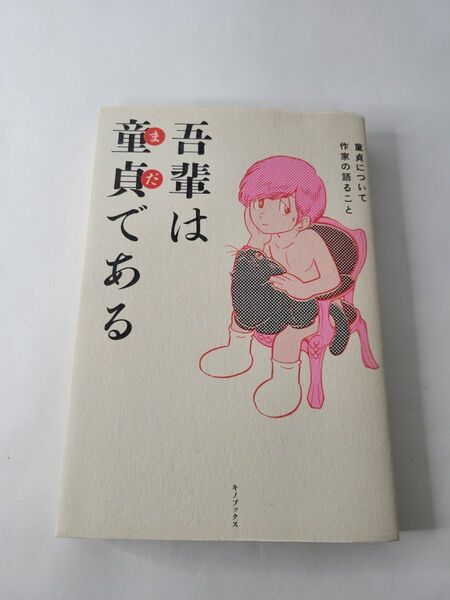 吾輩は
童貞である
まだ
童貞について
作家の語ること
キノブックス